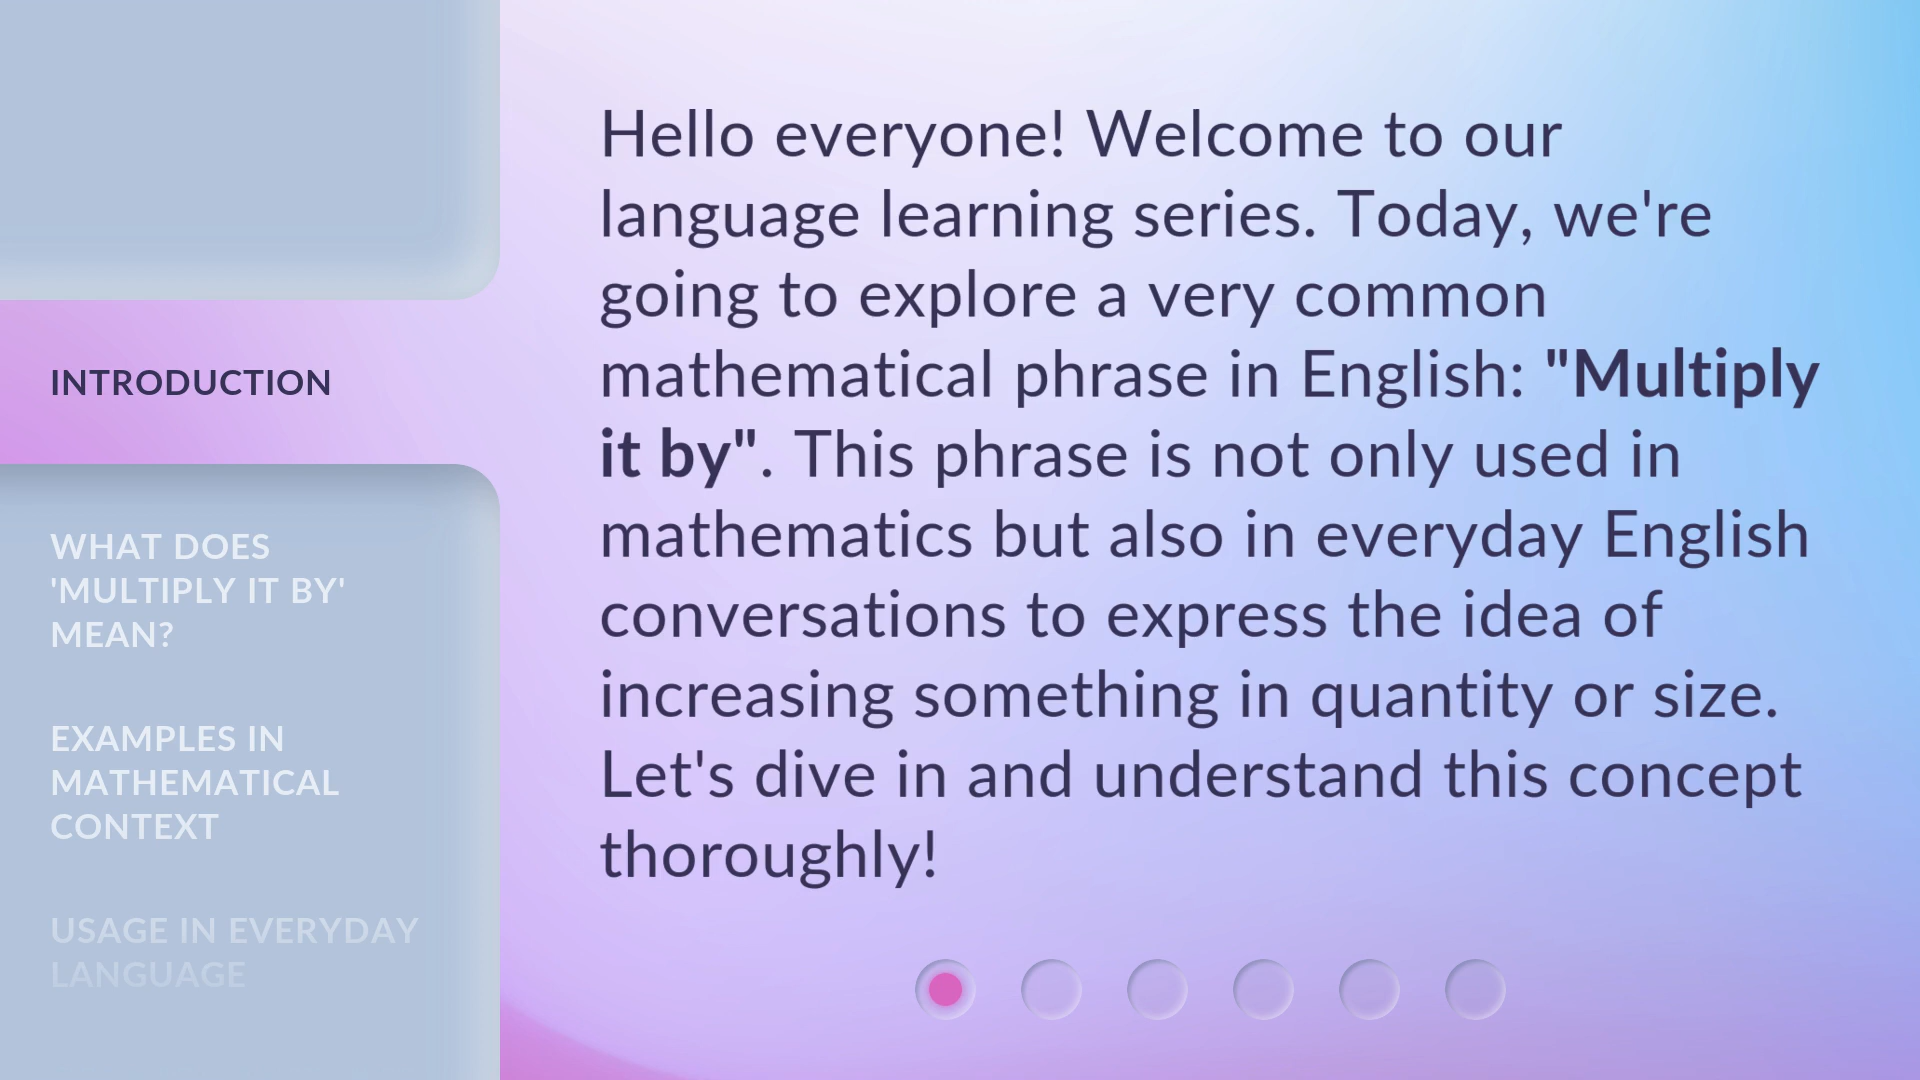 INTRODUCTION
WHAT DOES
'MULTIPLY IT BY'
MEAN?
EXAMPLES IN
MATHEMATICAL
CONTEXT
USAGE IN EVERYDAY
LANGUAGE
Hello everyone! Welcome to our
language learning series. Today, we're
going to explore a very common
mathematical phrase in English: "Multiply
it by". This phrase is not only used in
mathematics but also in everyday English
conversations to express the idea of
increasing something in quantity or size.
Let's dive in and understand this concept
thoroughly!